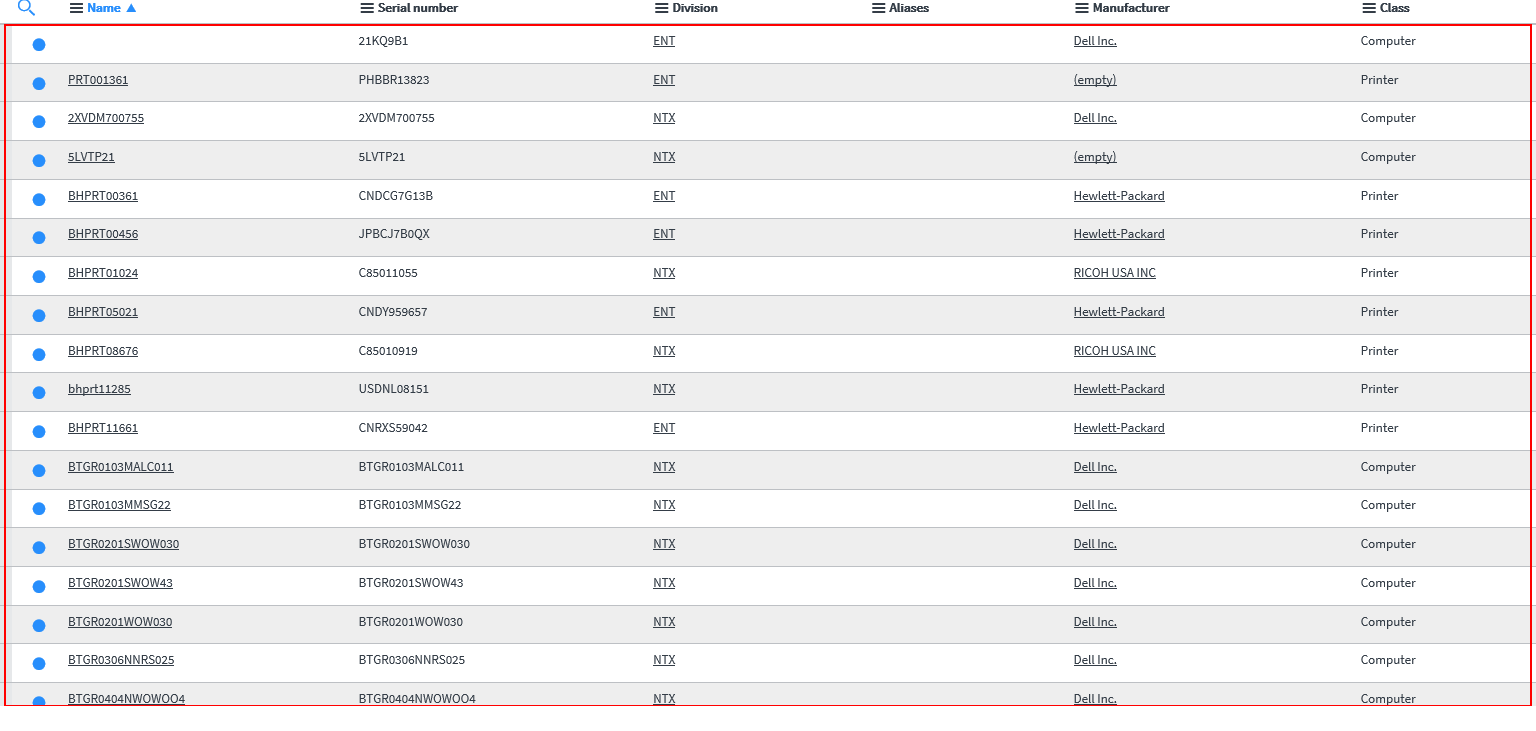 Name Serial number Division Aliases Manufacturer Class
21KQ9B1 ENT Dell Inc. Computer
PRT001361 PHBBR13823 ENT (empty) Printer
2XVDM700755 2XVDM700755 NTX Dell Inc. Computer
5LVTP21 5LVTP21 NTX (empty) Computer
BHPRT00361 CNDCG7G13B ENT Hewlett-Packard Printer
BHPRT00456 JPBCJ7B0QX ENT Hewlett-Packard Printer
BHPRT01024 C85011055 NTX RICOH USA INC Printer
BHPRT05021 CNDY959657 ENT Hewlett-Packard Printer
BHPRT08676 C85010919 NTX RICOH USA INC Printer
bhprt11285 USDNL08151 NTX Hewlett-Packard Printer
BHPRT11661 CNRXS59042 ENT Hewlett-Packard Printer
BTGR0103MALC011 BTGR0103MALC011 NTX Dell Inc. Computer
BTGR0103MMSG22 BTGR0103MMSG22 NTX Dell Inc. Computer
BTGR0201SWOW030 BTGR0201SWOW030 NTX Dell Inc. Computer
BTGR0201SWOW43 BTGR0201SWOW43 NTX Dell Inc. Computer
BTGR0201WOW030 BTGR0201WOW030 NTX Dell Inc. Computer
BTGR0306NNRS025 BTGR0306NNRS025 NTX Dell Inc. Computer
BTGR0404NWOWOO4 BTGR0404NWOWOO4 NTX Dell Inc. Computer